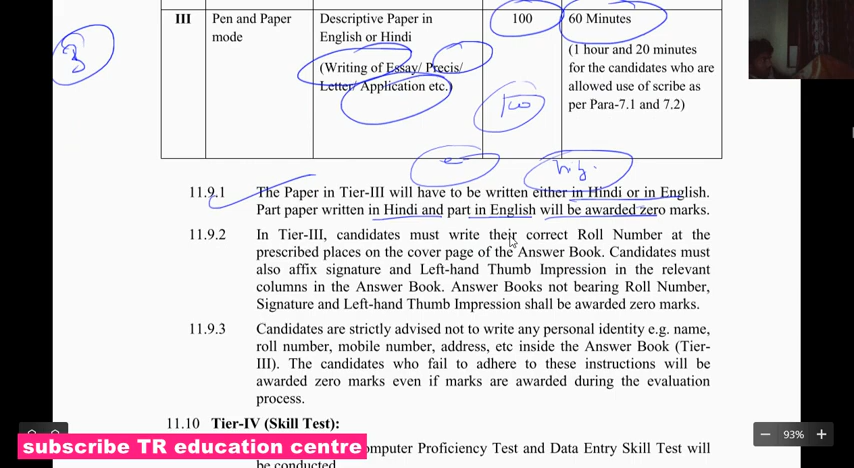 III Pen and Paper Descriptive Paper in 100 60 Minutes
mode English or Hindi
(1 hour and 20 minutes
(Writing of Essay/ Precis/ for the candidates who are
Letter/ Application etc.) allowed use of scribe as
per Para-7.1 and 7.2)
3
100
11.9.1 The Paper in Tier-III will have to be written either in Hindi or in English.
Part paper written in Hindi and part in English will be awarded zero marks.
11.9.2 In Tier-III, candidates must write their correct Roll Number at the
prescribed places on the cover page of the Answer Book. Candidates must
also affix signature and Left-hand Thumb Impression in the relevant
columns in the Answer Book. Answer Books not bearing Roll Number,
Signature and Left-hand Thumb Impression shall be awarded zero marks.
11.9.3 Candidates are strictly advised not to write any personal identity e.g. name,
roll number, mobile number, address, etc inside the Answer Book (Tier-
III). The candidates who fail to adhere to these instructions will be
awarded zero marks even if marks are awarded during the evaluation
process.
11.10 Tier-IV (Skill Test):
subscribe TR education centre
omputer Proficiency Test and Data Entry Skill Test will
be conducted
− 93% +